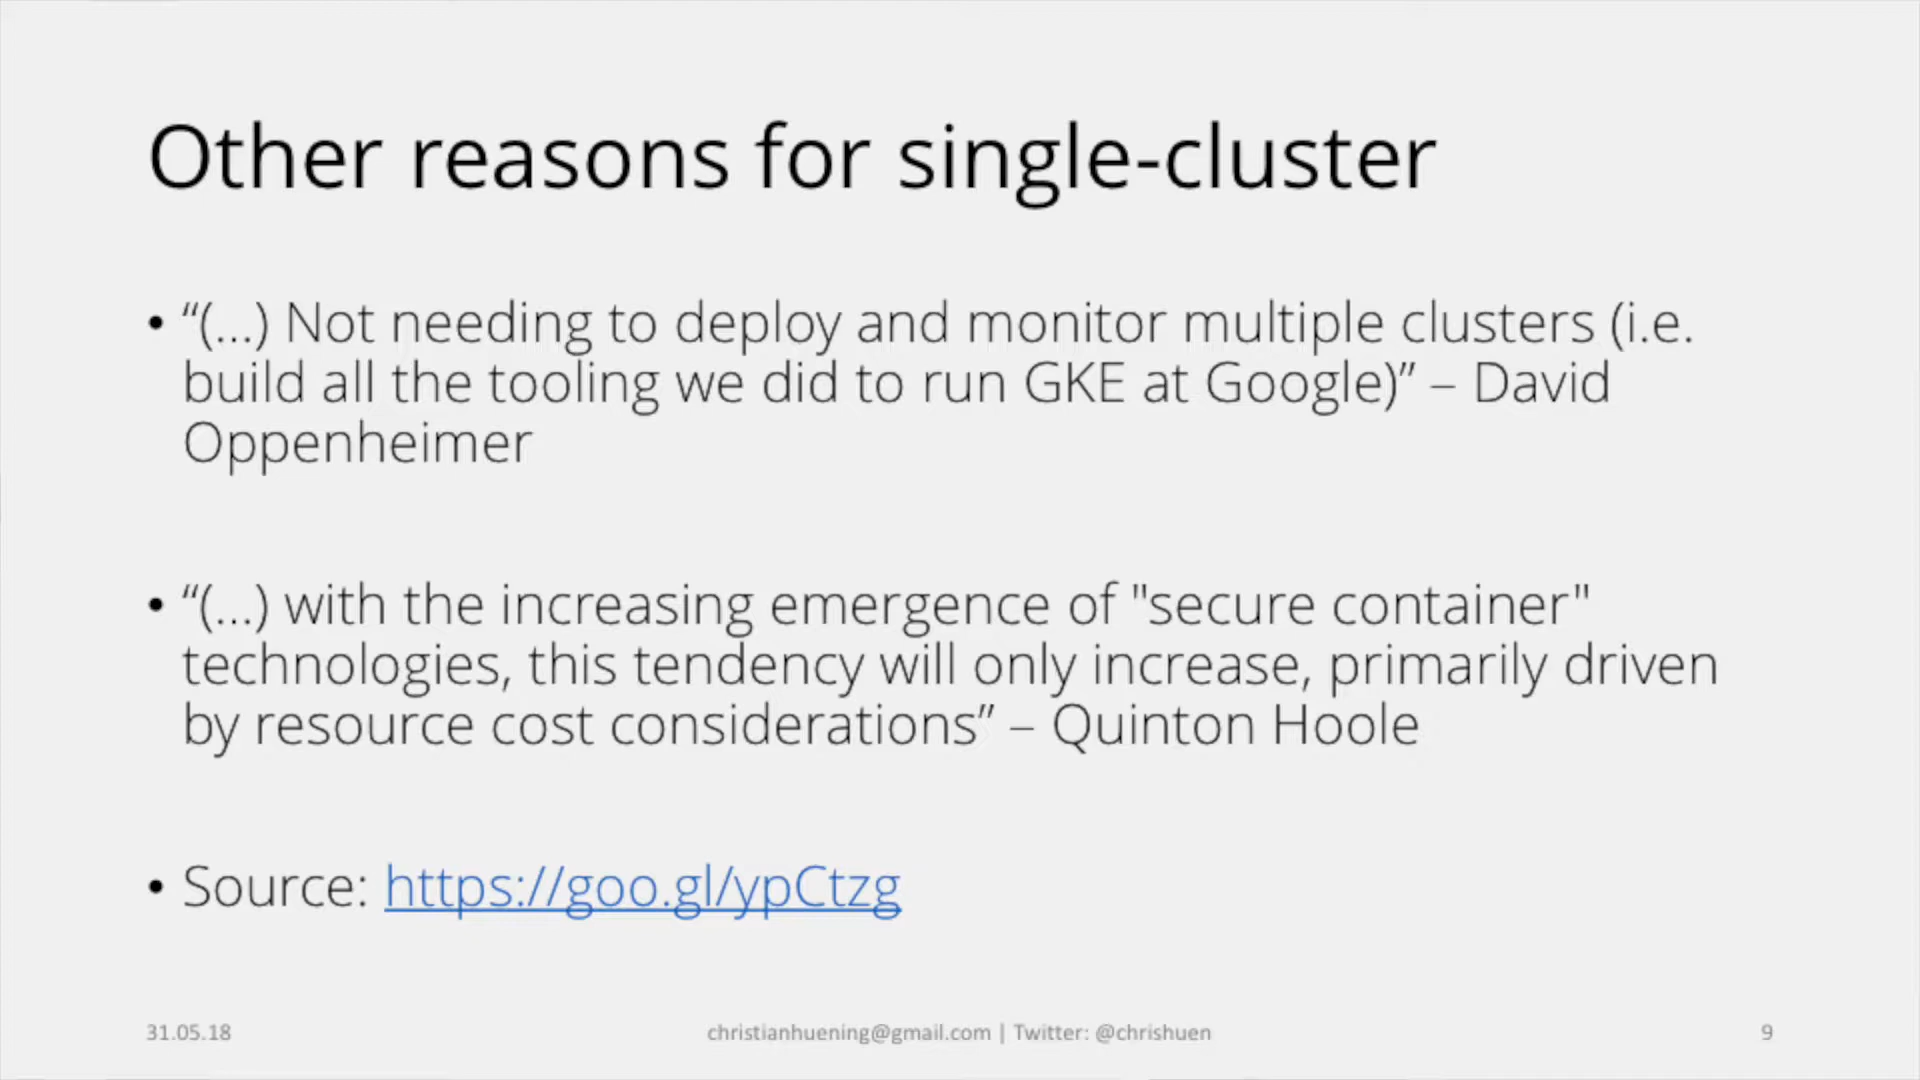 Other reasons for single-cluster
• “(...) Not needing to deploy and monitor multiple clusters (i.e.
build all the tooling we did to run GKE at Google)” – David
Oppenheimer
• “(...) with the increasing emergence of "secure container"
technologies, this tendency will only increase, primarily driven
by resource cost considerations” – Quinton Hoole
• Source: https://goo.gl/ypCtzg
31.05.18
christianhuening@gmail.com | Twitter: @chrishuen
9